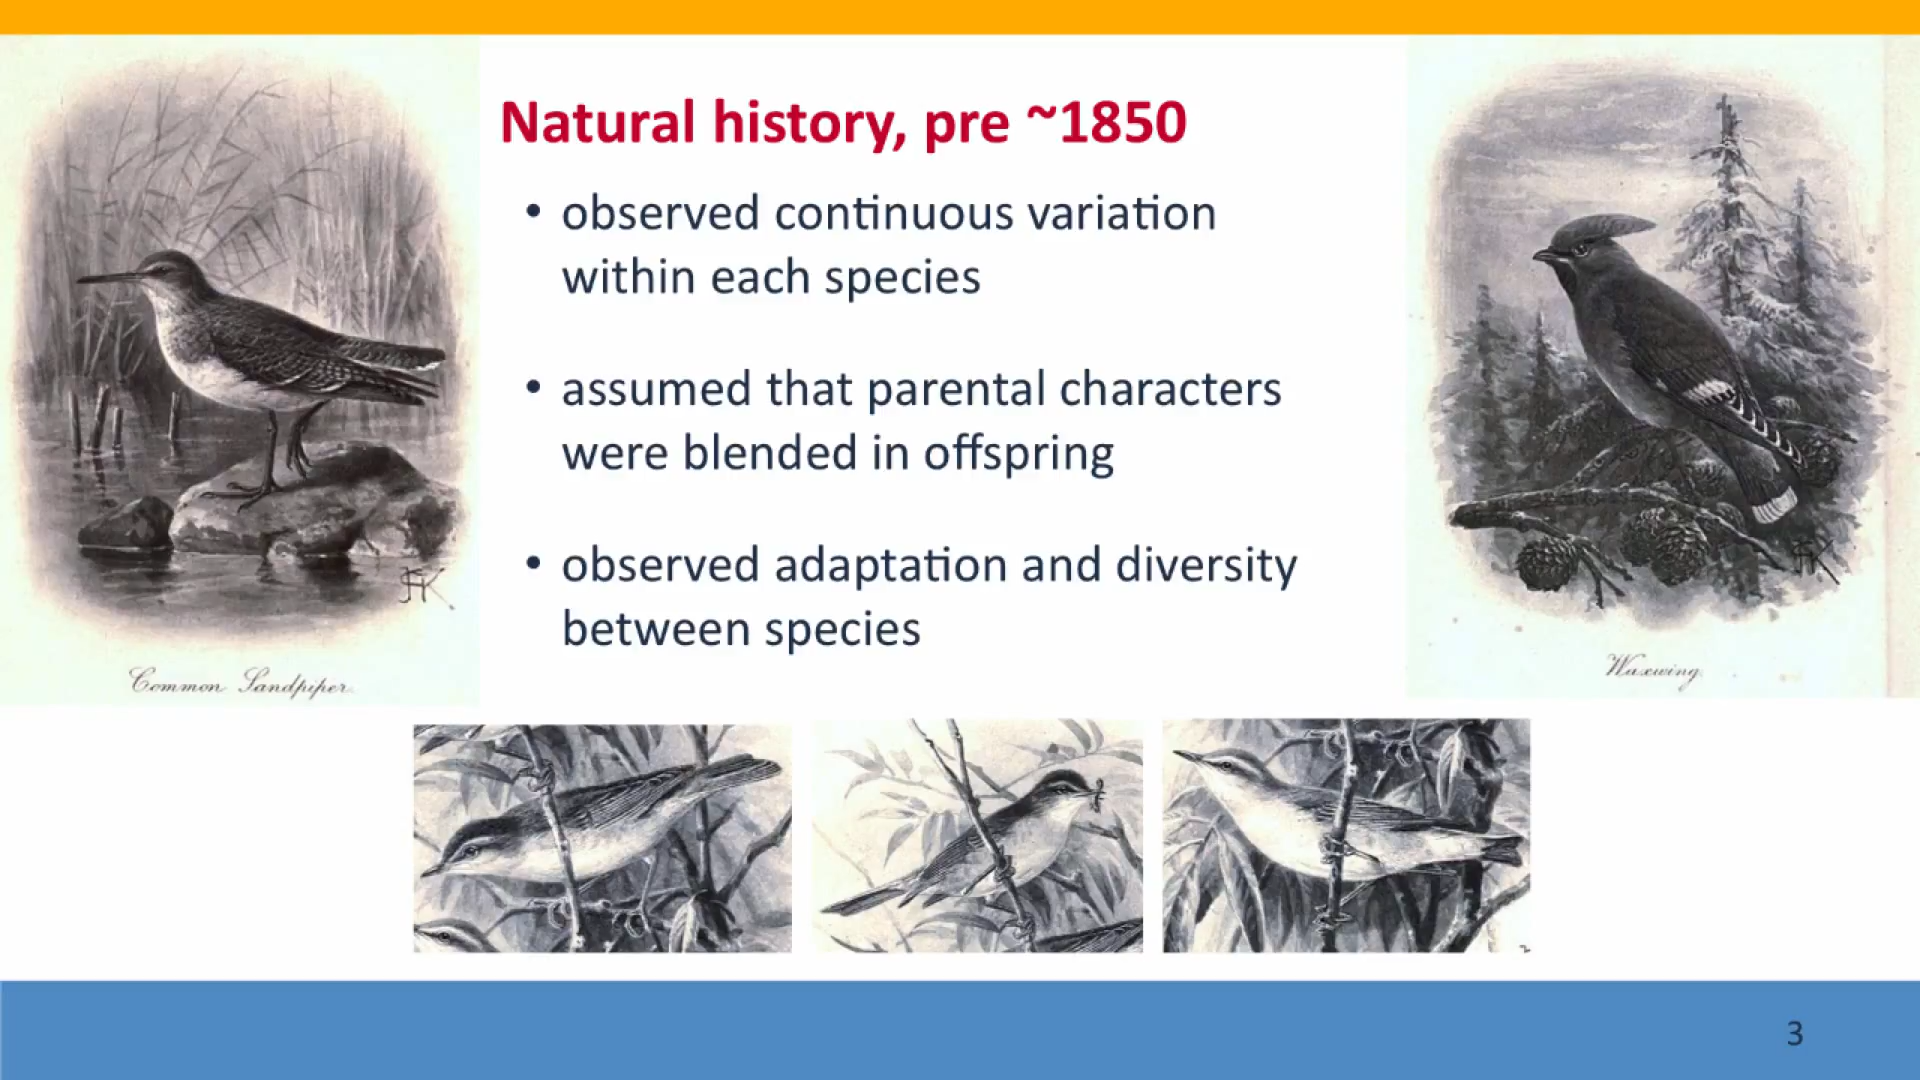 Natural history, pre ~1850
• observed continuous variation
within each species
• assumed that parental characters
were blended in offspring
• observed adaptation and diversity
between species
Common Sandpiper.
Waxwing.
3